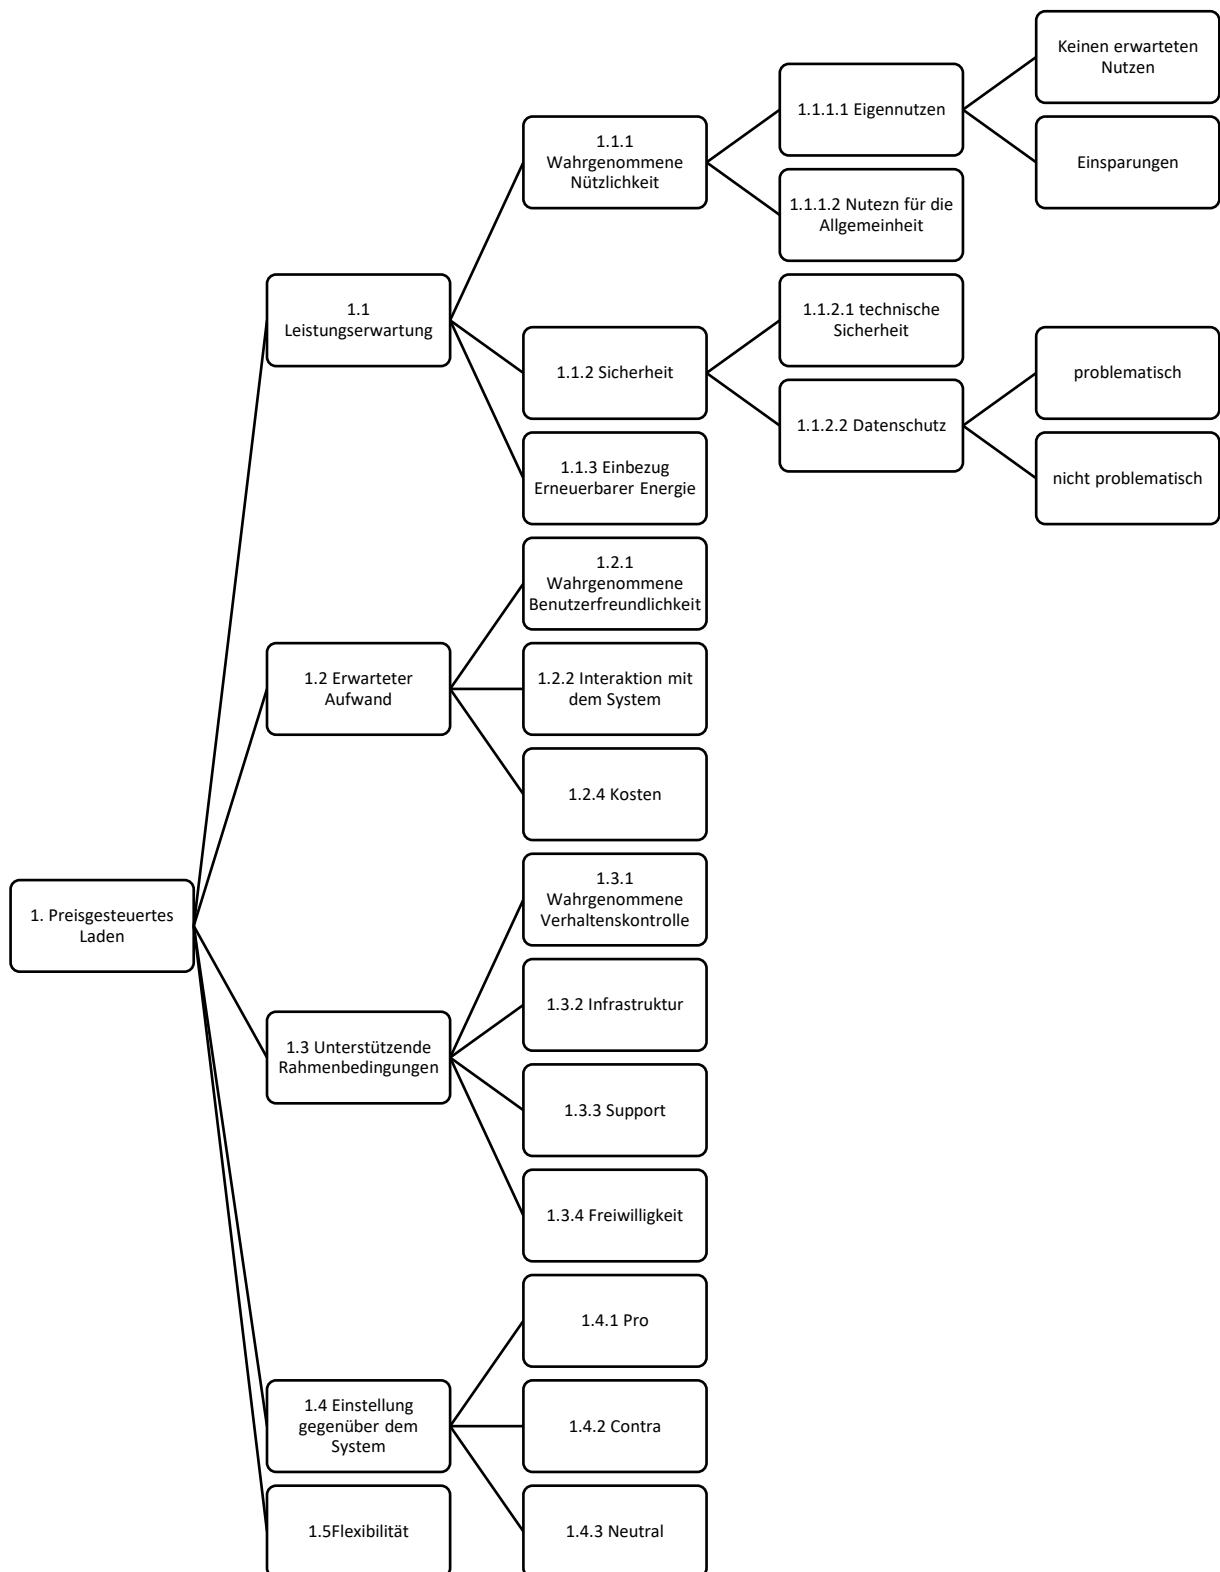 1. Preisgesteuertes
Laden
1.1
Leistungserwartung
1.1.1
Wahrgenommene
Nützlichkeit
1.1.1.1 Eigennutzen
Keinen erwarteten
Nutzen
Einsparungen
1.1.1.2 Nutezn für die
Allgemeinheit
1.1.2 Sicherheit
1.1.2.1 technische
Sicherheit
1.1.2.2 Datenschutz
problematisch
nicht problematisch
1.1.3 Einbezug
Erneuerbarer Energie
1.2 Erwarteter
Aufwand
1.2.1
Wahrgenommene
Benutzerfreundlichkeit
1.2.2 Interaktion mit
dem System
1.2.4 Kosten
1.3 Unterstützende
Rahmenbedingungen
1.3.1
Wahrgenommene
Verhaltenskontrolle
1.3.2 Infrastruktur
1.3.3 Support
1.3.4 Freiwilligkeit
1.4 Einstellung
gegenüber dem
System
1.4.1 Pro
1.4.2 Contra
1.4.3 Neutral
1.5Flexibilität